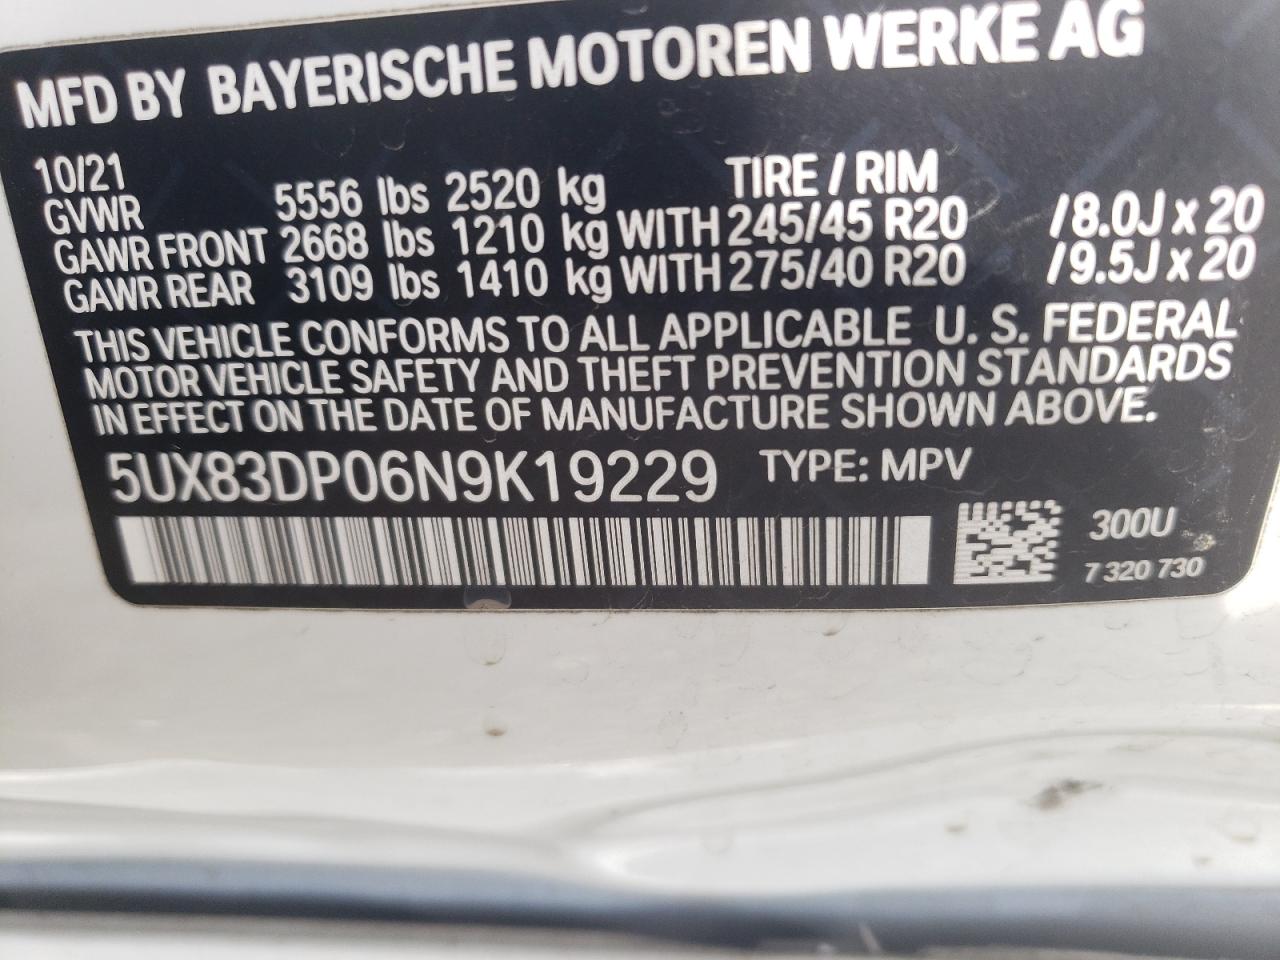 MFD BY BAYERISCHE MOTOREN WERKE AG
10/21 TIRE / RIM
GVWR 5556 lbs 2520 kg
GAWR FRONT 2668 lbs 1210 kg WITH 245/45 R20 /8.0J x 20
GAWR REAR 3109 lbs 1410 kg WITH 275/40 R20 /9.5J x 20
THIS VEHICLE CONFORMS TO ALL APPLICABLE U. S. FEDERAL
MOTOR VEHICLE SAFETY AND THEFT PREVENTION STANDARDS
IN EFFECT ON THE DATE OF MANUFACTURE SHOWN ABOVE.
5UX83DP06N9K19229 TYPE: MPV
300U
7 320 730